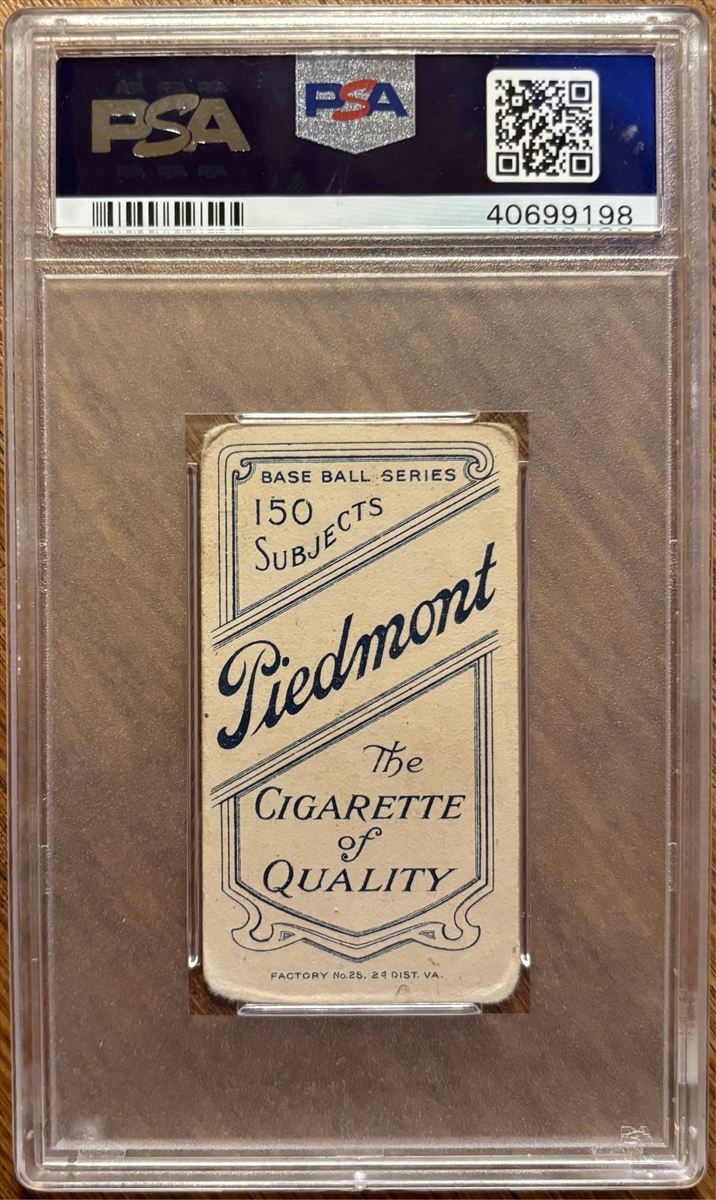 PSA
PSA
40699198
BASE BALL SERIES
150
SUBJECTS
Piedmont
The
CIGARETTE
of
QUALITY
FACTORY No.25, 2d DIST. VA.